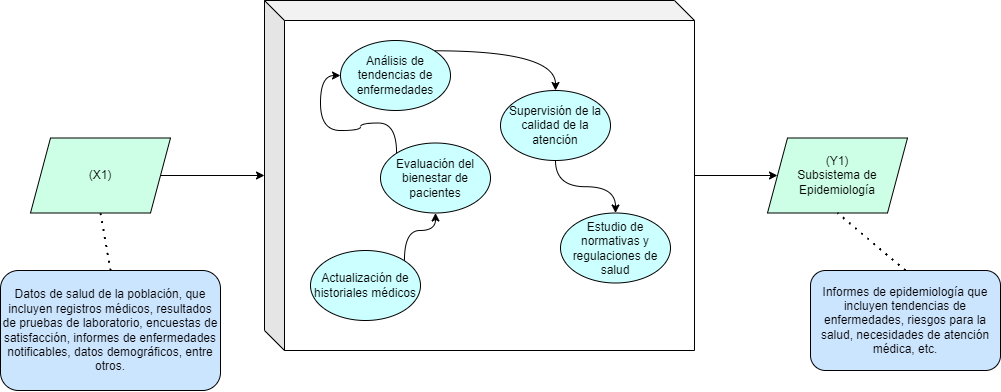 (X1)
Datos de salud de la población, que
incluyen registros médicos, resultados
de pruebas de laboratorio, encuestas de
satisfacción, informes de enfermedades
notificables, datos demográficos, entre
otros.
Análisis de
tendencias de
enfermedades
Supervisión de la
calidad de la
atención
Evaluación del
bienestar de
pacientes
Estudio de
normativas y
regulaciones de
salud
Actualización de
historiales médicos
(Y1)
Subsistema de
Epidemiología
Informes de epidemiología que
incluyen tendencias de
enfermedades, riesgos para la
salud, necesidades de atención
médica, etc.